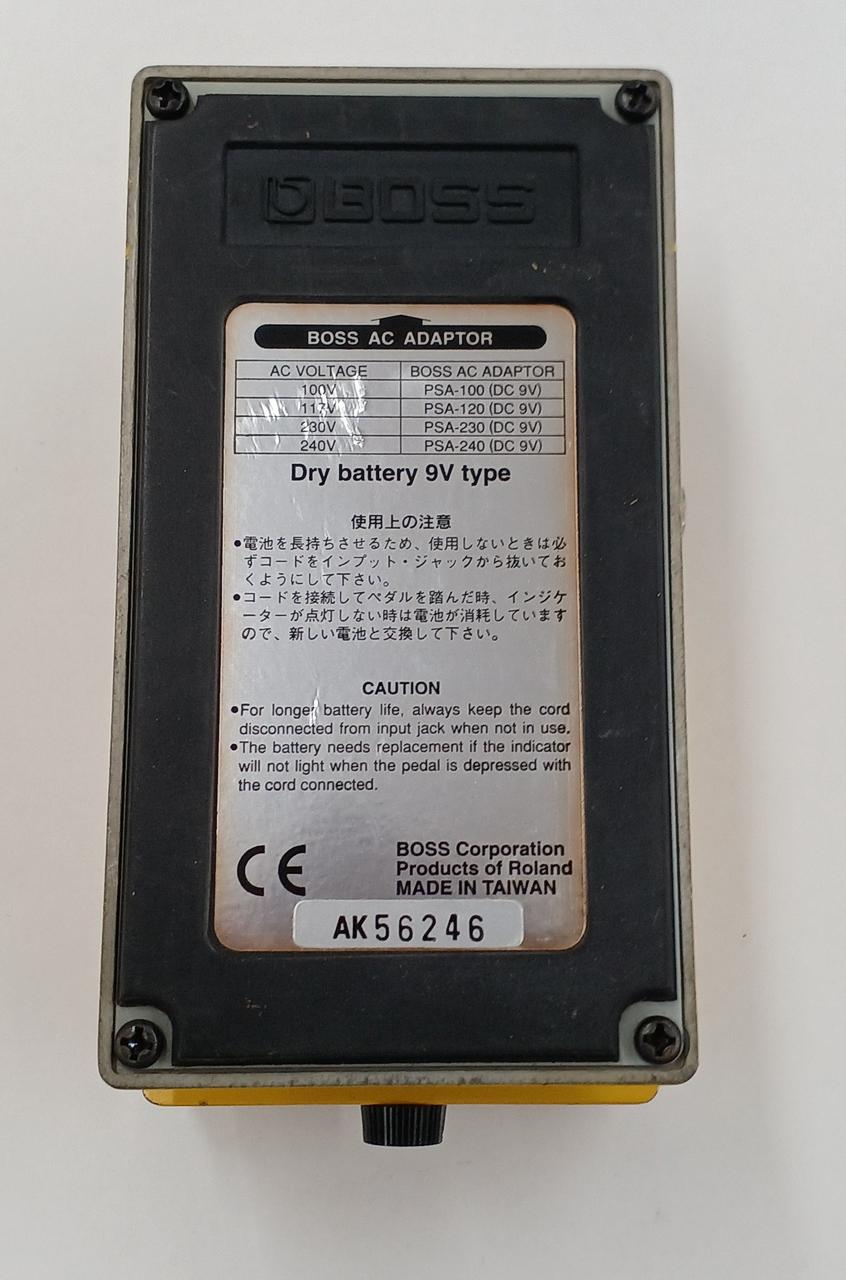 BOSS
BOSS AC ADAPTOR
AC VOLTAGE BOSS AC ADAPTOR
100V PSA-100 (DC 9V)
117V PSA-120 (DC 9V)
230V PSA-230 (DC 9V)
240V PSA-240 (DC 9V)
Dry battery 9V type
使用上の注意
●電池を長持ちさせるため、使用しないときは必
ずコードをインプット・ジャックから抜いてお
くようにして下さい。
●コードを接続してペダルを踏んだ時、インジケ
ーターが点灯しない時は電池が消耗しています
ので、新しい電池と交換して下さい。
CAUTION
●For longer battery life, always keep the cord
disconnected from input jack when not in use.
●The battery needs replacement if the indicator
will not light when the pedal is depressed with
the cord connected.
CE
BOSS Corporation
Products of Roland
MADE IN TAIWAN
AK56246